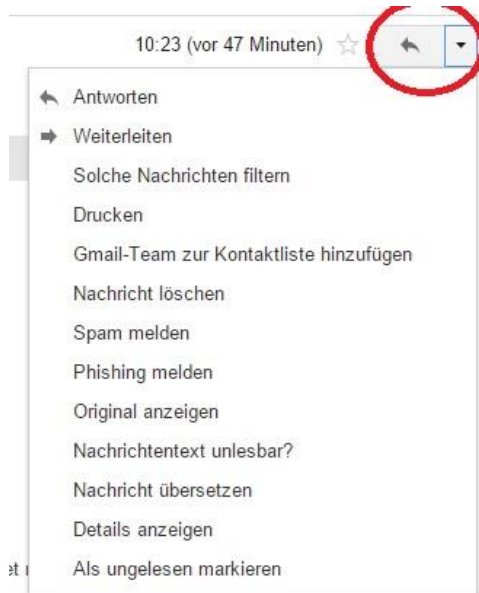 10:23 (vor 47 Minuten)
Antworten
Weiterleiten
Solche Nachrichten filtern
Drucken
Gmail-Team zur Kontaktliste hinzufügen
Nachricht löschen
Spam melden
Phishing melden
Original anzeigen
Nachrichtentext unlesbar?
Nachricht übersetzen
Details anzeigen
Als ungelesen markieren